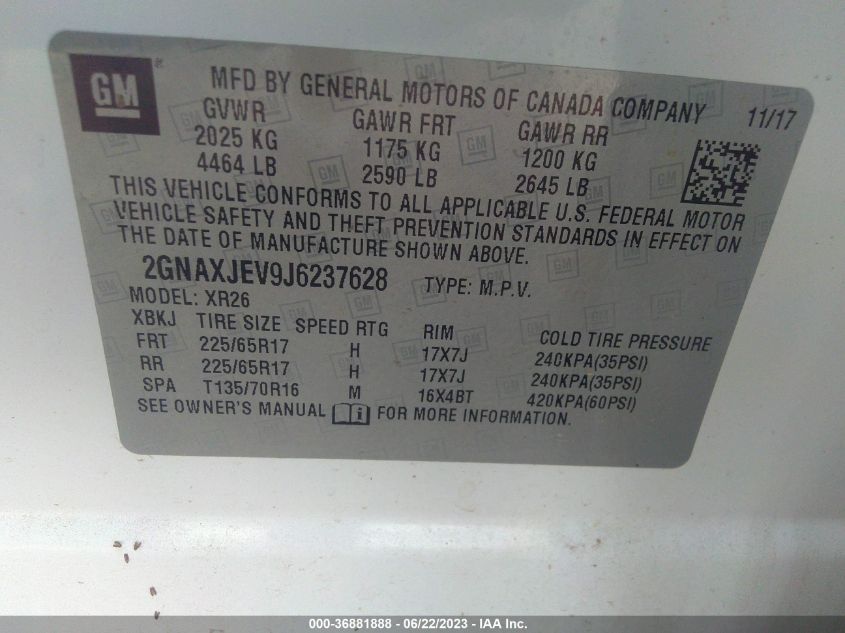 GM
MFD BY GENERAL MOTORS OF CANADA COMPANY 11/17
GVWR GAWR FRT GAWR RR
2025 KG 1175 KG 1200 KG
4464 LB 2590 LB 2645 LB
THIS VEHICLE CONFORMS TO ALL APPLICABLE U.S. FEDERAL MOTOR
VEHICLE SAFETY AND THEFT PREVENTION STANDARDS IN EFFECT ON
THE DATE OF MANUFACTURE SHOWN ABOVE.
2GNAXJEV9J6237628 TYPE: M.P.V.
MODEL: XR26
XBKJ TIRE SIZE SPEED RTG RIM COLD TIRE PRESSURE
FRT 225/65R17 H 17X7J 240KPA(35PSI)
RR 225/65R17 H 17X7J 240KPA(35PSI)
SPA T135/70R16 M 16X4BT 420KPA(60PSI)
SEE OWNER'S MANUAL FOR MORE INFORMATION.
000-36881888 - 06/22/2023 - IAA Inc.